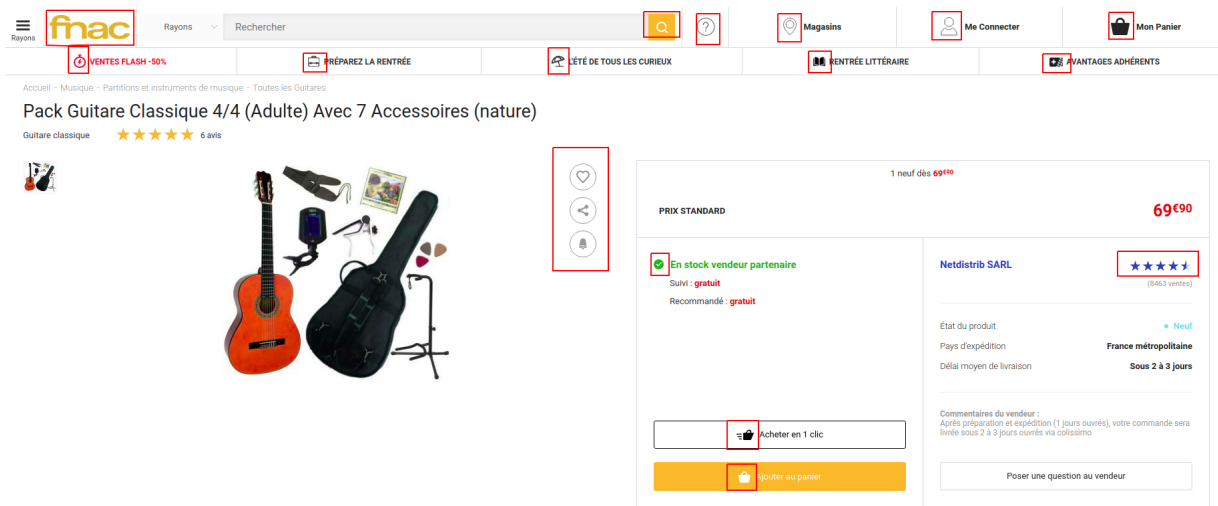 Rayons
fnac
Rayons
Rechercher
?
Magasins
Me Connecter
Mon Panier
VENTES FLASH -50%
PRÉPAREZ LA RENTRÉE
L'ÉTÉ DE TOUS LES CURIEUX
RENTRÉE LITTÉRAIRE
AVANTAGES ADHÉRENTS
Accueil - Musique - Partitions et instruments de musique - Toutes les Guitares
Pack Guitare Classique 4/4 (Adulte) Avec 7 Accessoires (nature)
Guitare classique 6 avis
1 neuf dès 69€90
PRIX STANDARD
69€90
En stock vendeur partenaire
Suivi : gratuit
Recommandé : gratuit
Netdistrib SARL
(8463 ventes)
État du produit
Neuf
Pays d'expédition
France métropolitaine
Délai moyen de livraison
Sous 2 à 3 jours
Commentaires du vendeur :
Après préparation et expédition (1 jours ouvrés), votre commande sera
livrée sous 2 à 3 jours ouvrés via colissimo
Acheter en 1 clic
Ajouter au panier
Poser une question au vendeur